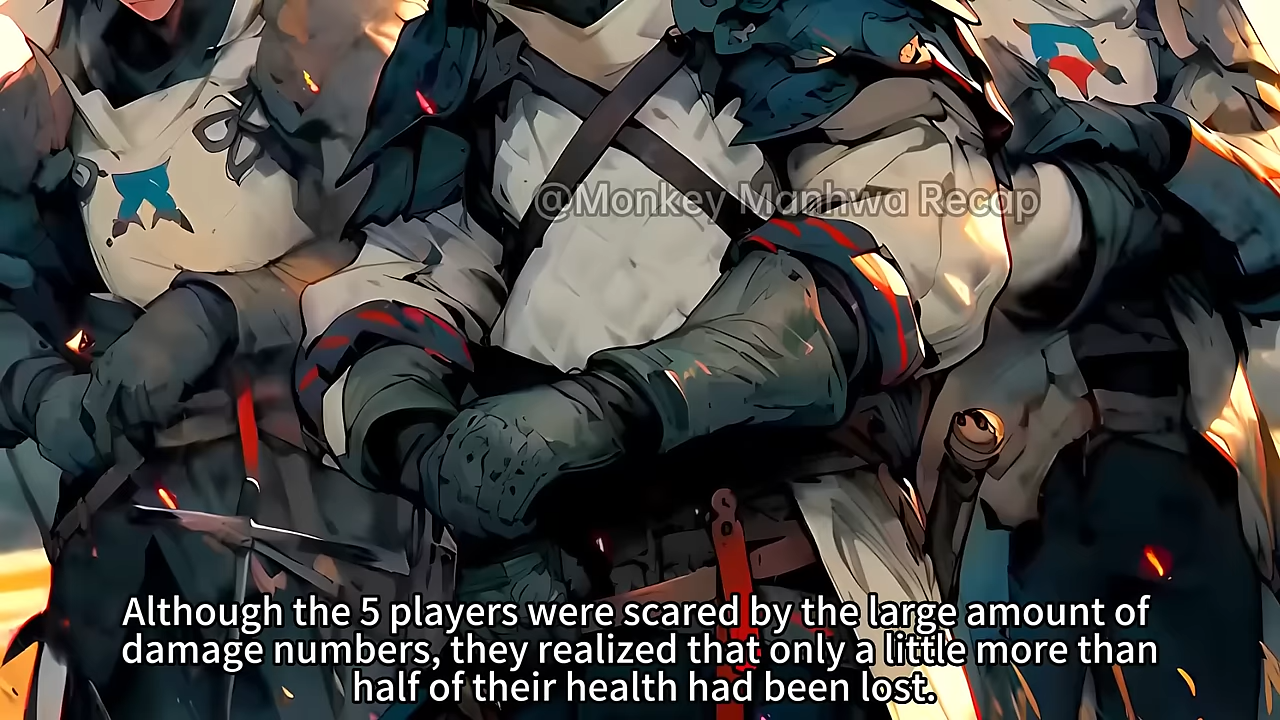 @Monkey Manhwa Recap
Although the 5 players were scared by the large amount of
damage numbers, they realized that only a little more than
half of their health had been lost.